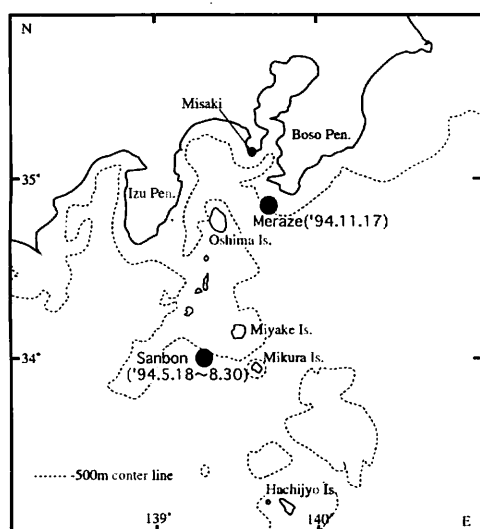 N
Misaki
Boso Pen.
35°
Izu Pen.
Meräze('94.11.17)
Oshima Is.
Miyake Is.
34°
Sanbon
('94.5.18~8.30)
Mikura Is.
-500m conter line
Hachijyo Is.
139°
140°
E